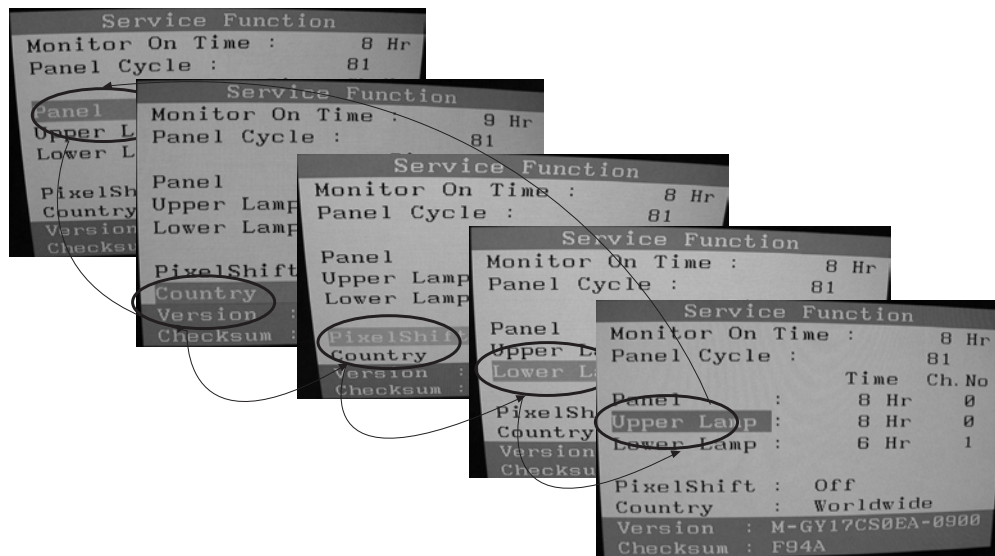 Service Function
Monitor On Time : 8 Hr
Panel Cycle : 81
Panel
Upper L
Lower L
PixelSh
Country
Version
Checksu
Service Function
Monitor On Time : 9 Hr
Panel Cycle : 81
Panel
Upper Lamp
Lower Lamp
PixelShift
Country
Version :
Checksum :
Service Function
Monitor On Time : 8 Hr
Panel Cycle : 81
Panel
Upper Lamp
Lower Lamp
PixelShift
Country
Version :
Checksum :
Service Function
Monitor On Time : 8 Hr
Panel Cycle : 81
Panel
Upper La
Lower La
PixelSh
Country
Version
Checksu
Service Function
Monitor On Time : 8 Hr
Panel Cycle : 81
Time Ch.No
Panel : 8 Hr 0
Upper Lamp : 8 Hr 0
Lower Lamp : 6 Hr 1
PixelShift : Off
Country : Worldwide
Version : M-GY17CS0EA-0900
Checksum : F94A